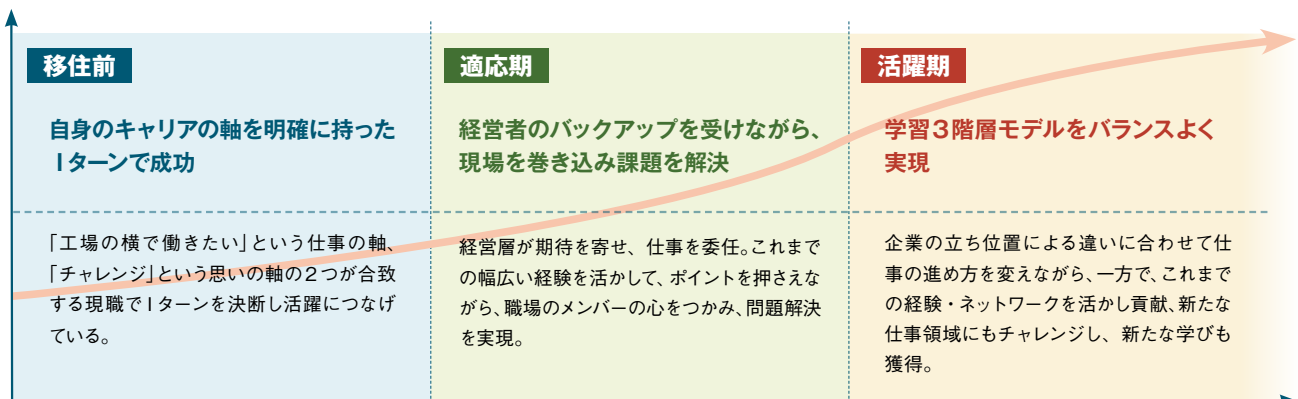 移住前
自身のキャリアの軸を明確に持った
Iターンで成功
「工場の横で働きたい」という仕事の軸、
「チャレンジ」という思いの軸の2つが合致
する現職でIターンを決断し活躍につなげ
ている。
適応期
経営者のバックアップを受けながら、
現場を巻き込み課題を解決
経営層が期待を寄せ、仕事を委任。これまで
の幅広い経験を活かして、ポイントを押さえな
がら、職場のメンバーの心をつかみ、問題解決
を実現。
活躍期
学習3階層モデルをバランスよく
実現
企業の立ち位置による違いに合わせて仕
事の進め方を変えながら、一方で、これまで
の経験・ネットワークを活かし貢献、新たな
仕事領域にもチャレンジし、新たな学びも
獲得。